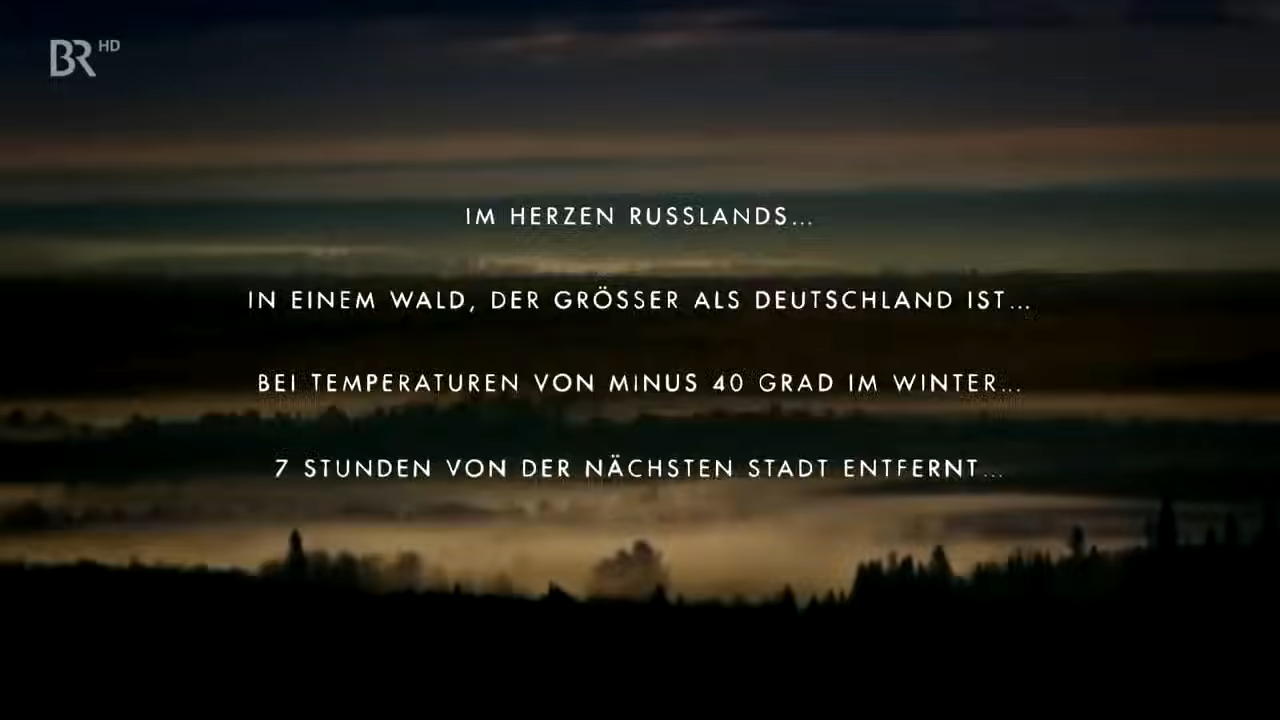 BR HD
IM HERZEN RUSSLANDS...
IN EINEM WALD, DER GRÖSSER ALS DEUTSCHLAND IST...
BEI TEMPERATUREN VON MINUS 40 GRAD IM WINTER...
7 STUNDEN VON DER NÄCHSTEN STADT ENTFERNT...